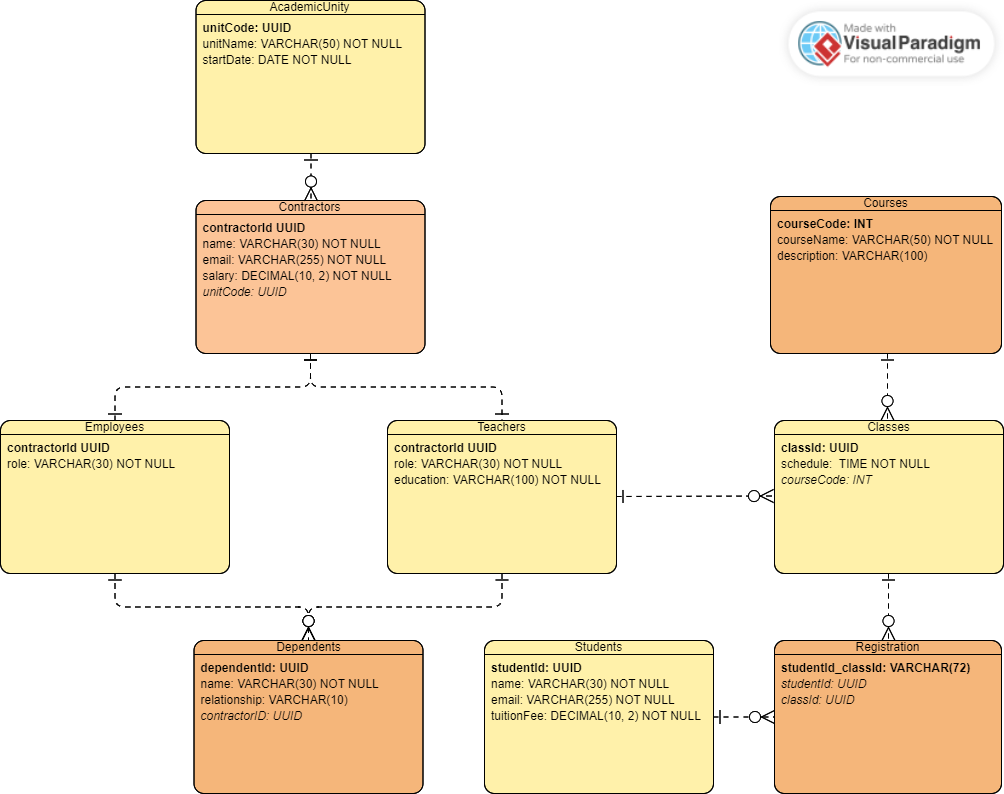 AcademicUnity
unitCode: UUID
unitName: VARCHAR(50) NOT NULL
startDate: DATE NOT NULL
Made with
VisualParadigm
For non-commercial use
Contractors
contractorId UUID
name: VARCHAR(30) NOT NULL
email: VARCHAR(255) NOT NULL
salary: DECIMAL(10, 2) NOT NULL
unitCode: UUID
Courses
courseCode: INT
courseName: VARCHAR(50) NOT NULL
description: VARCHAR(100)
Employees
contractorId UUID
role: VARCHAR(30) NOT NULL
Teachers
contractorId UUID
role: VARCHAR(30) NOT NULL
education: VARCHAR(100) NOT NULL
Classes
classId: UUID
schedule:  TIME NOT NULL
courseCode: INT
Dependents
dependentId: UUID
name: VARCHAR(30) NOT NULL
relationship: VARCHAR(10)
contractorID: UUID
Students
studentId: UUID
name: VARCHAR(30) NOT NULL
email: VARCHAR(255) NOT NULL
tuitionFee: DECIMAL(10, 2) NOT NULL
Registration
studentId_classId: VARCHAR(72)
studentId: UUID
classId: UUID